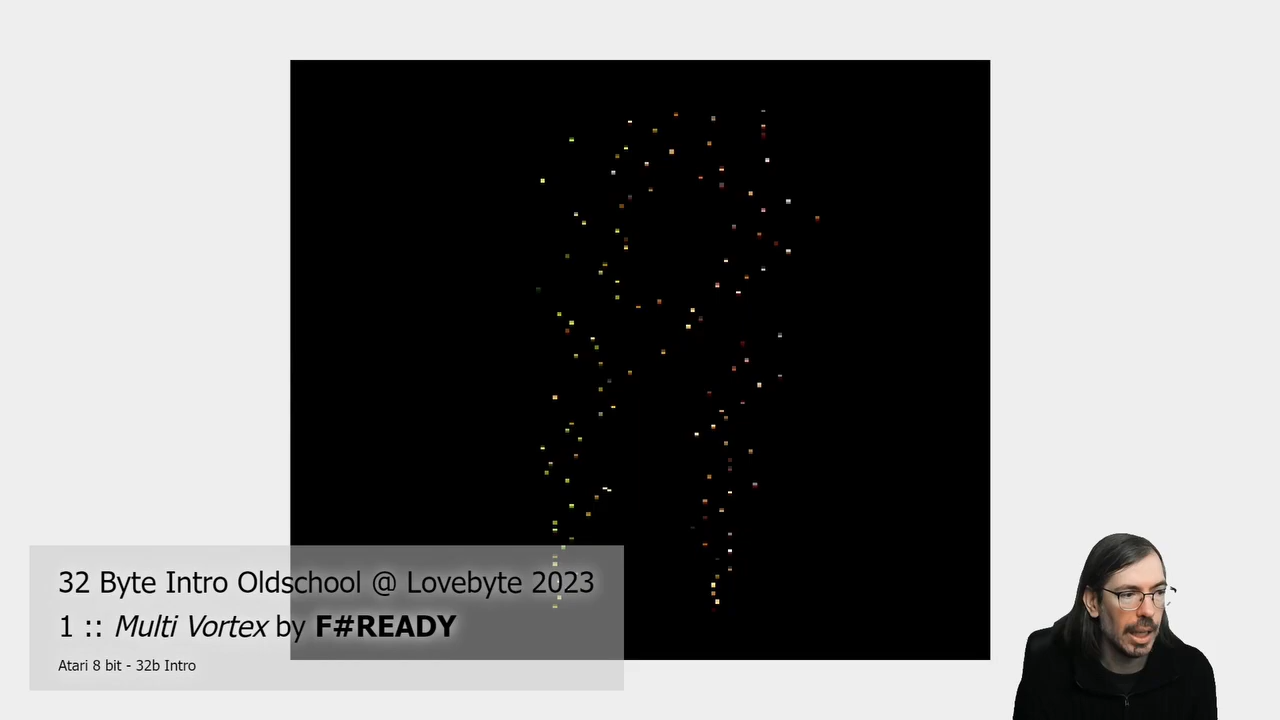 32 Byte Intro Oldschool @ Lovebyte 2023
1 :: Multi Vortex by F#READY
Atari 8 bit - 32b Intro